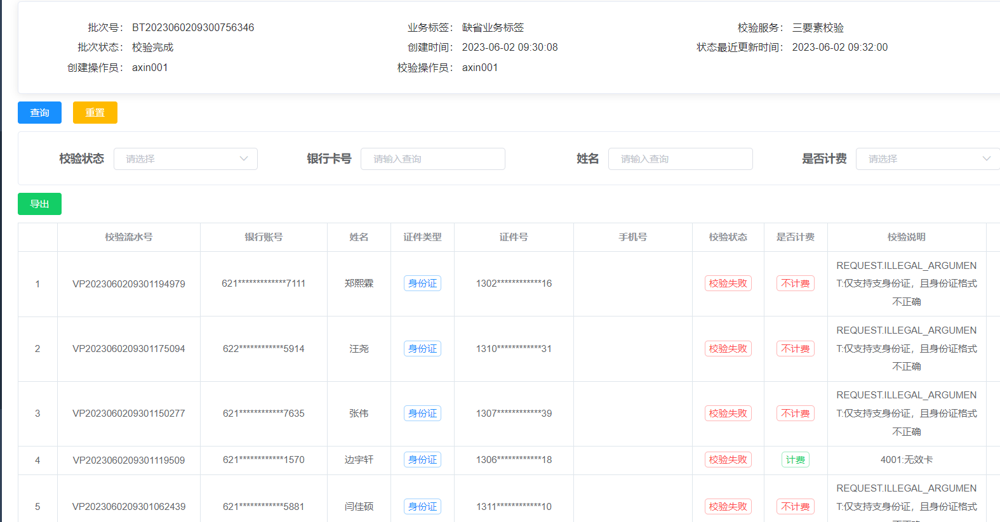 批次号： BT2023060209300756346 业务标签： 缺省业务标签 校验服务： 三要素校验
批次状态： 校验完成 创建时间： 2023-06-02 09:30:08 状态最近更新时间： 2023-06-02 09:32:00
创建操作员： axin001 校验操作员： axin001
查询 重置
校验状态 请选择 银行卡号 请输入查询 姓名 请输入查询 是否计费 请选择
导出
校验流水号 银行账号 姓名 证件类型 证件号 手机号 校验状态 是否计费 校验说明
REQUEST.ILLEGAL_ARGUMEN
1 VP2023060209301194979 621*************7111 郑熙霖 身份证 1302************16 校验失败 不计费 T:仅支持支身份证，且身份证格式
不正确
REQUEST.ILLEGAL_ARGUMEN
2 VP2023060209301175094 622************5914 汪尧 身份证 1310************31 校验失败 不计费 T:仅支持支身份证，且身份证格式
不正确
REQUEST.ILLEGAL_ARGUMEN
3 VP2023060209301150277 621************7635 张伟 身份证 1307************39 校验失败 不计费 T:仅支持支身份证，且身份证格式
不正确
4 VP2023060209301119509 621************1570 边宇轩 身份证 1306************18 校验失败 计费 4001:无效卡
REQUEST.ILLEGAL_ARGUMEN
5 VP2023060209301062439 621************5881 闫佳硕 身份证 1311************10 校验失败 不计费 T:仅支持支身份证，且身份证格式